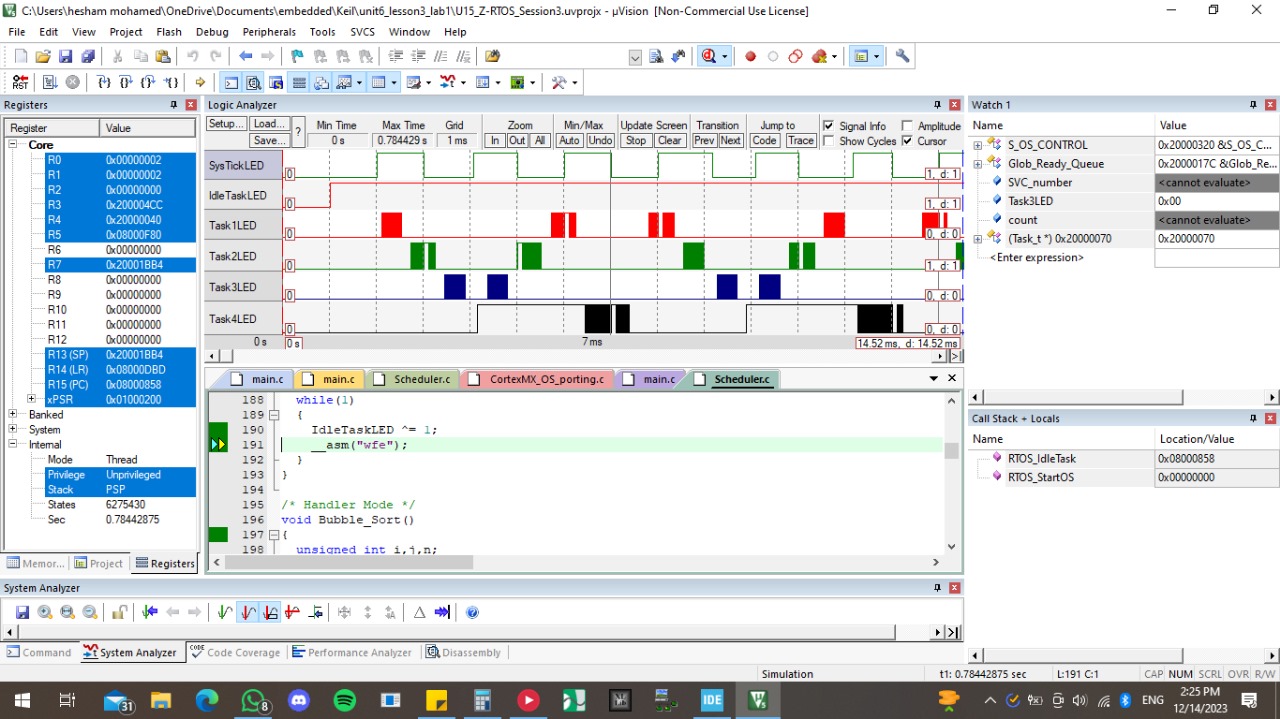 C:\Users\hesham mohamed\OneDrive\Documents\embedded\Keil\unit6_lesson3_lab1\U15_Z-RTOS_Session3.uvprojx - µVision [Non-Commercial Use License]
File Edit View Project Flash Debug Peripherals Tools SVCS Window Help
RST
Registers
Register Value
Core
R0 0x00000002
R1 0x00000002
R2 0x00000000
R3 0x200004CC
R4 0x20000040
R5 0x08000F80
R6 0x00000000
R7 0x20001BB4
R8 0x00000000
R9 0x00000000
R10 0x00000000
R11 0x00000000
R12 0x00000000
R13 (SP) 0x20001BB4
R14 (LR) 0x08000DBD
R15 (PC) 0x08000858
xPSR 0x01000200
Banked
System
Internal
Mode Thread
Privilege Unprivileged
Stack PSP
States 6275430
Sec 0.78442875
Memor... Project Registers
Logic Analyzer
Setup... Load... Save... ?
Min Time Max Time Grid Zoom Min/Max Update Screen Transition Jump to Signal Info Amplitude
0 s 0.784429 s 1 ms In Out All Auto Undo Stop Clear Prev Next Code Trace Show Cycles Cursor
SysTickLED 0 1, d: 1
IdleTaskLED 0 1, d: 1
Task1LED 0 0, d: 0
Task2LED 0 1, d: 1
Task3LED 0 0, d: 0
Task4LED 0 0, d: 0
0 s 0 s 7 ms 14.52 ms, d: 14.52 ms
main.c main.c Scheduler.c CortexMX_OS_porting.c main.c Scheduler.c
188 while(1)
189 {
190 IdleTaskLED ^= 1;
191 __asm("wfe");
192 }
193 }
194
195 /* Handler Mode */
196 void Bubble_Sort()
197 {
198 unsigned int i,j,n;
Watch 1
Name Value
S_OS_CONTROL 0x20000320 &S_OS_C...
Glob_Ready_Queue 0x2000017C &Glob_Re...
SVC_number <cannot evaluate>
Task3LED 0x00
count <cannot evaluate>
(Task_t *) 0x20000070 0x20000070
<Enter expression>
Call Stack + Locals
Name Location/Value
RTOS_IdleTask 0x08000858
RTOS_StartOS 0x00000000
System Analyzer
Command System Analyzer Code Coverage Performance Analyzer Disassembly
Simulation t1: 0.78442875 sec L:191 C:1 CAP NUM SCRL OVR R/W
31 8 IDE ENG 2:25 PM
12/14/2023